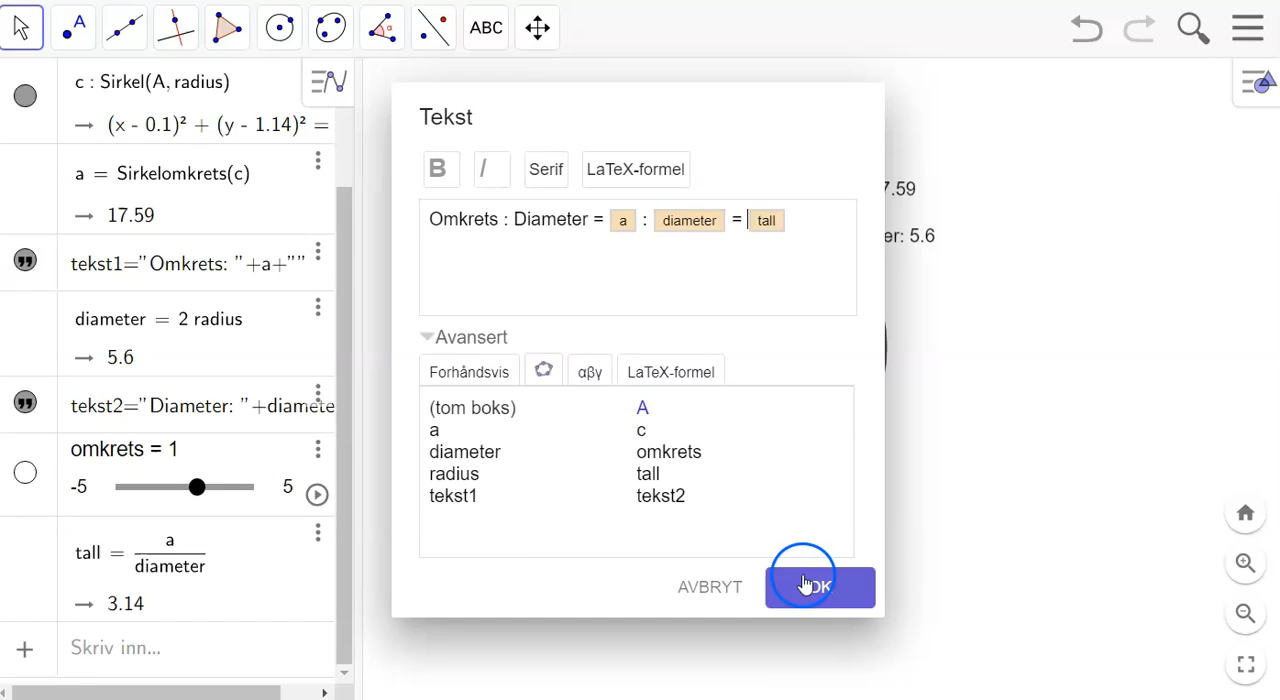 A
ABC
c : Sirkel(A, radius)
→ (x - 0.1)² + (y - 1.14)² =
a = Sirkelomkrets(c)
→ 17.59
tekst1="Omkrets: "+a+""
diameter = 2 radius
→ 5.6
tekst2="Diameter: "+diamete
omkrets = 1
-5 5
tall = a / diameter
→ 3.14
+ Skriv inn...
Tekst
B I Serif LaTeX-formel
Omkrets : Diameter = a : diameter = tall
Avansert
Forhåndsvis αβγ LaTeX-formel
(tom boks) A
a c
diameter omkrets
radius tall
tekst1 tekst2
AVBRYT OK
7.59
er: 5.6